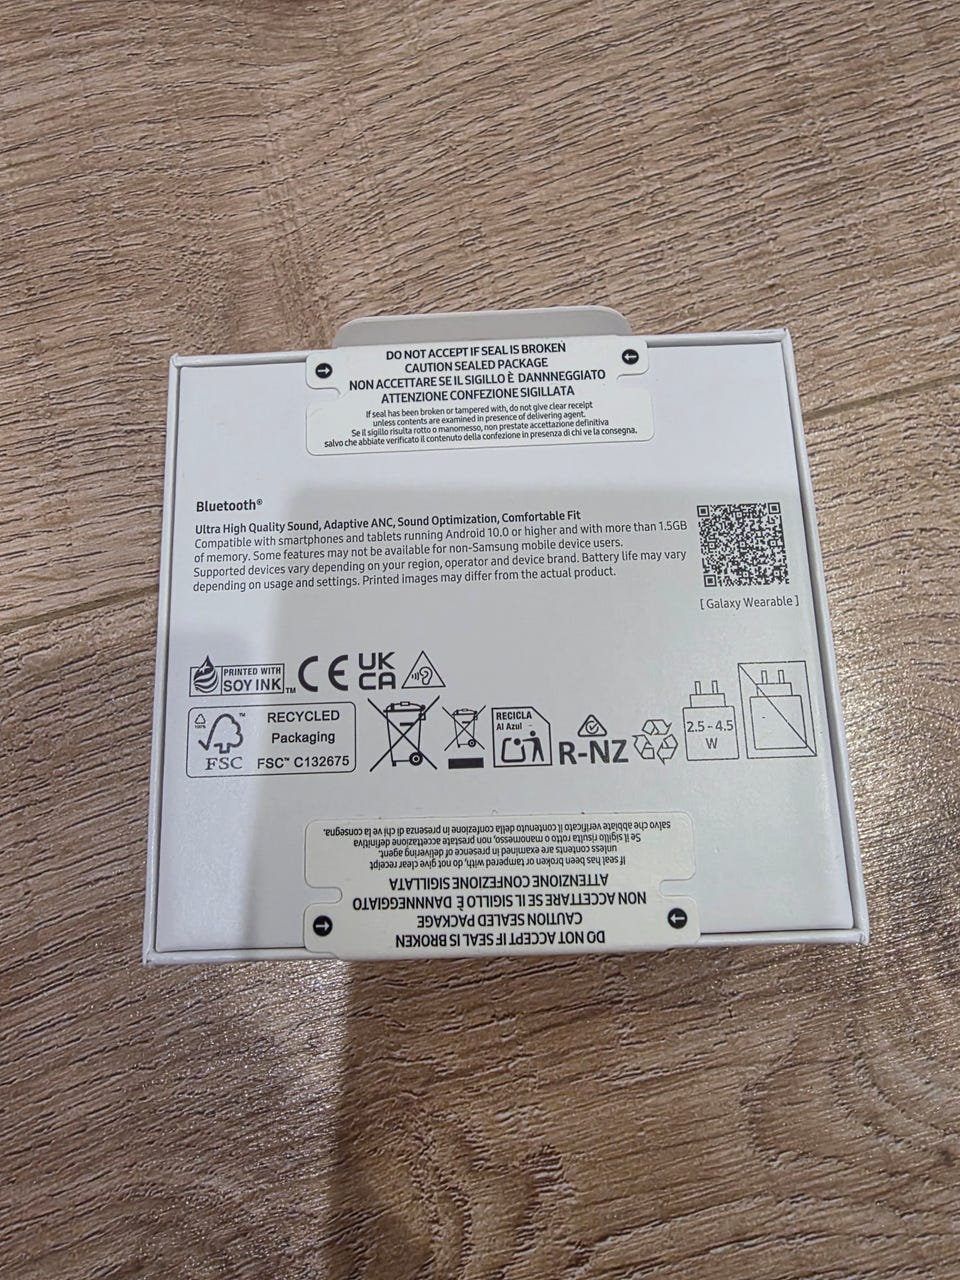 DO NOT ACCEPT IF SEAL IS BROKEN
CAUTION SEALED PACKAGE
NON ACCETTARE SE IL SIGILLO È DANNNEGGIATO
ATTENZIONE CONFEZIONE SIGILLATA
If seal has been broken or tampered with, do not give clear receipt
unless contents are examined in presence of delivering agent.
Se il sigillo risulta rotto o manomesso, non prestate accettazione definitiva
salvo che abbiate verificato il contenuto della confezione in presenza di chi ve la consegna.
Bluetooth®
Ultra High Quality Sound, Adaptive ANC, Sound Optimization, Comfortable Fit
Compatible with smartphones and tablets running Android 10.0 or higher and with more than 1.5GB
of memory. Some features may not be available for non-Samsung mobile device users.
Supported devices vary depending on your region, operator and device brand. Battery life may vary
depending on usage and settings. Printed images may differ from the actual product.
[ Galaxy Wearable ]
PRINTED WITH
SOY INK™
CE
UK
CA
100%
FSC
RECYCLED
Packaging
FSC™ C132675
RECICLA
Al Azul
R-NZ
2.5 - 4.5
W
DO NOT ACCEPT IF SEAL IS BROKEN
CAUTION SEALED PACKAGE
NON ACCETTARE SE IL SIGILLO È DANNNEGGIATO
ATTENZIONE CONFEZIONE SIGILLATA
If seal has been broken or tampered with, do not give clear receipt
unless contents are examined in presence of delivering agent.
Se il sigillo risulta rotto o manomesso, non prestate accettazione definitiva
salvo che abbiate verificato il contenuto della confezione in presenza di chi ve la consegna.